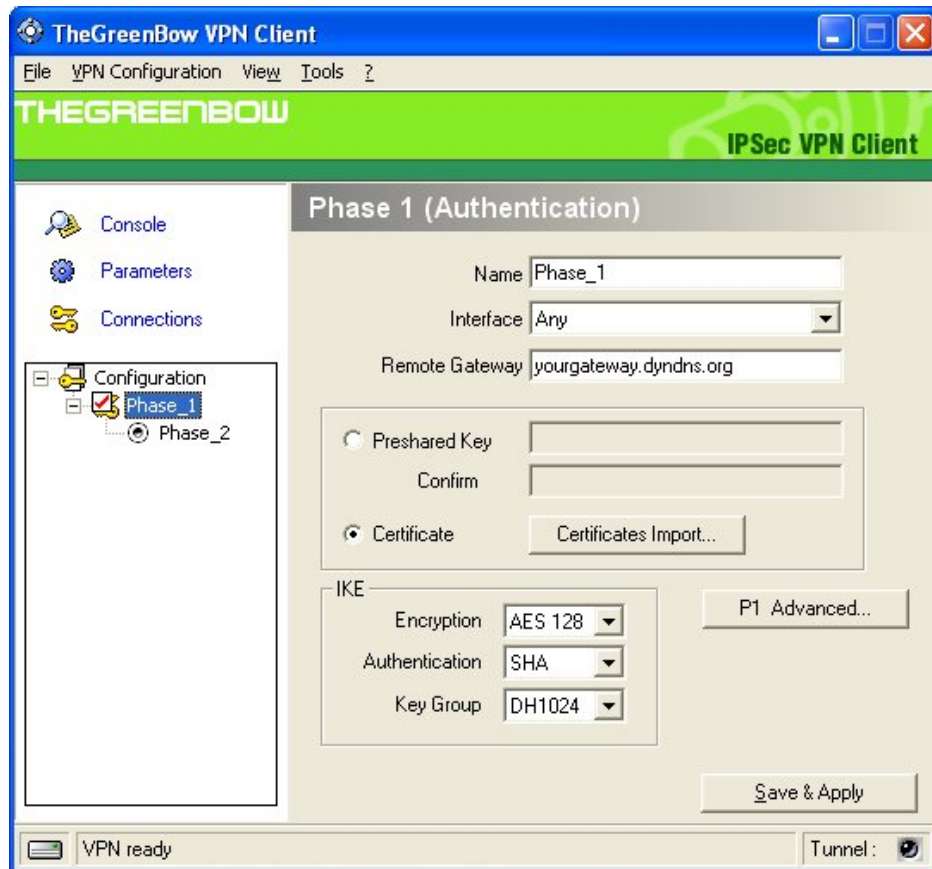 TheGreenBow VPN Client
File VPN Configuration View Tools ?
THEGREENBOW
IPSec VPN Client
Console
Parameters
Connections
Configuration
Phase_1
Phase_2
Phase 1 (Authentication)
Name Phase_1
Interface Any
Remote Gateway yourgateway.dyndns.org
Preshared Key
Confirm
Certificate Certificates Import...
IKE
Encryption AES 128
Authentication SHA
Key Group DH1024
P1 Advanced...
Save & Apply
VPN ready Tunnel :